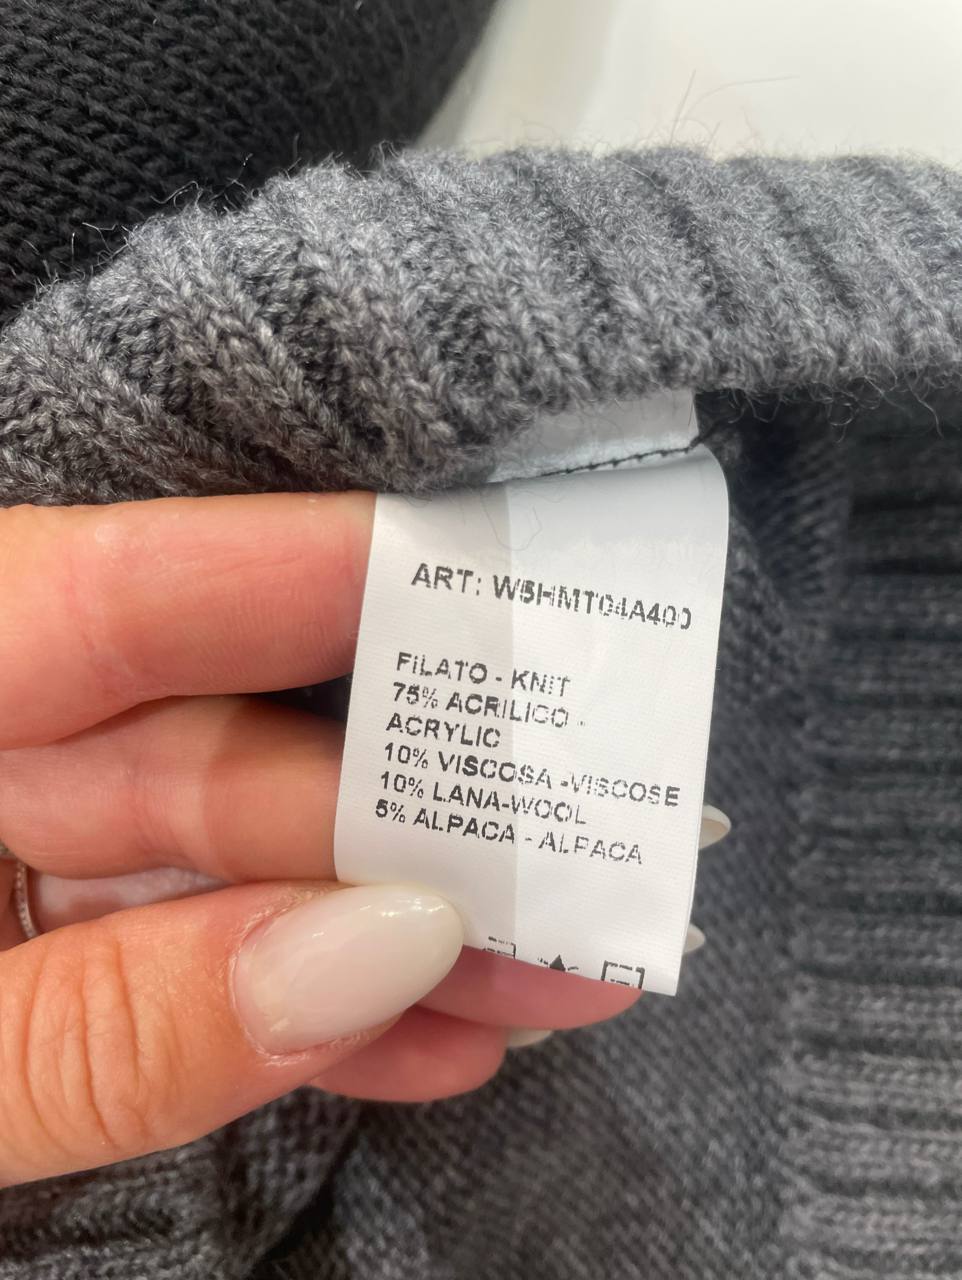 ART: W5HMT04A400
FILATO - KNIT
75% ACRILICO -
ACRYLIC
10% VISCOSA -VISCOSE
10% LANA-WOOL
5% ALPACA - ALPACA